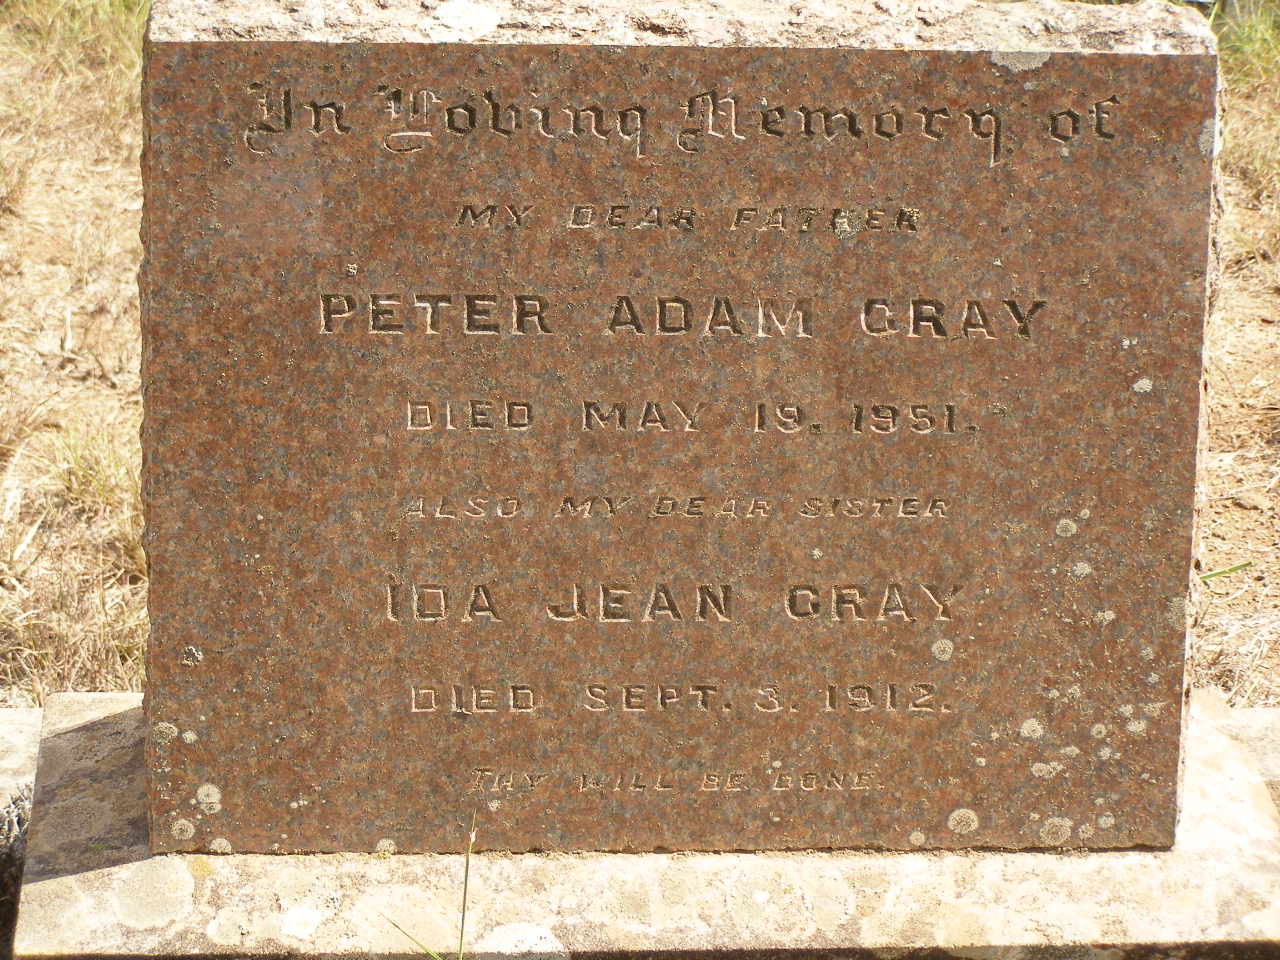 In Loving Memory of
MY DEAR FATHER
PETER ADAM GRAY
DIED MAY 19. 1951.
ALSO MY DEAR SISTER
IDA JEAN GRAY
DIED SEPT. 3. 1912.
THY WILL BE DONE.